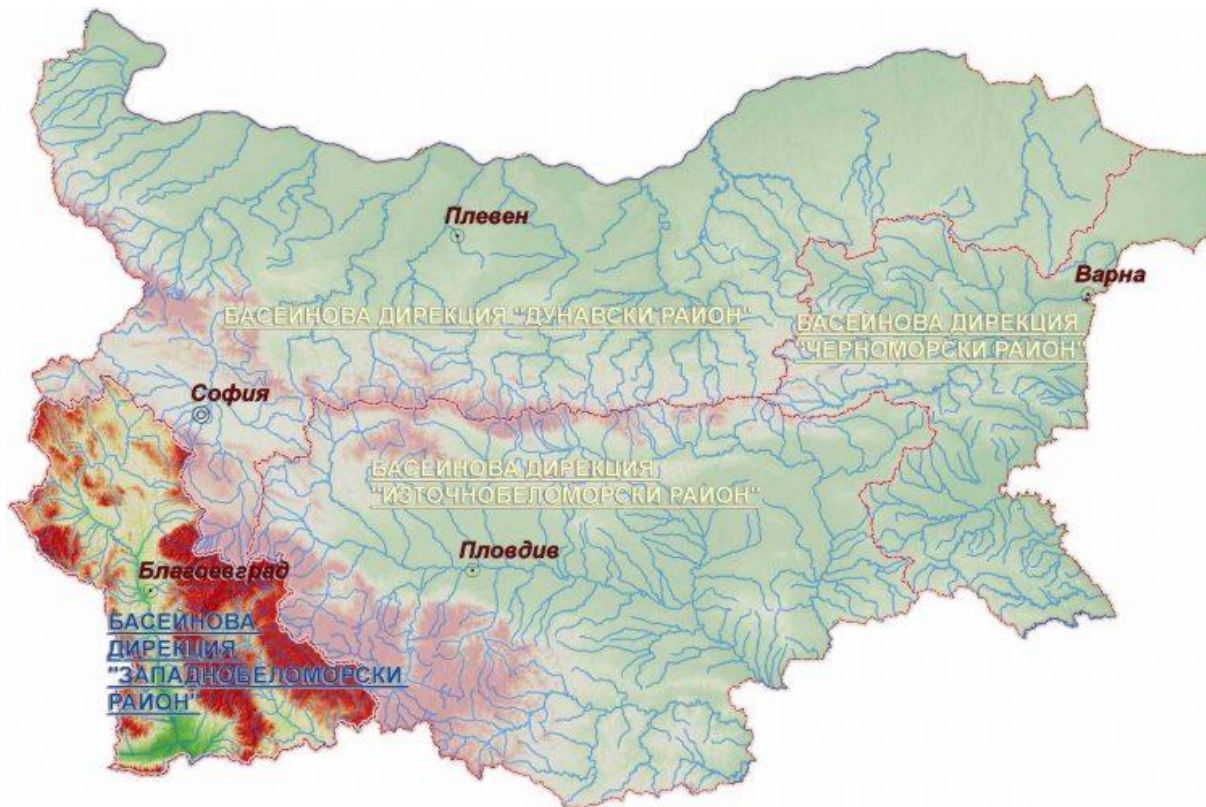 Плевен
Варна
БАСЕЙНОВА ДИРЕКЦИЯ "ДУНАВСКИ РАЙОН"
БАСЕЙНОВА ДИРЕКЦИЯ
"ЧЕРНОМОРСКИ РАЙОН"
София
БАСЕЙНОВА ДИРЕКЦИЯ
"ИЗТОЧНОБЕЛОМОРСКИ РАЙОН"
Пловдив
Благоевград
БАСЕЙНОВА
ДИРЕКЦИЯ
"ЗАПАДНОБЕЛОМОРСКИ
РАЙОН"